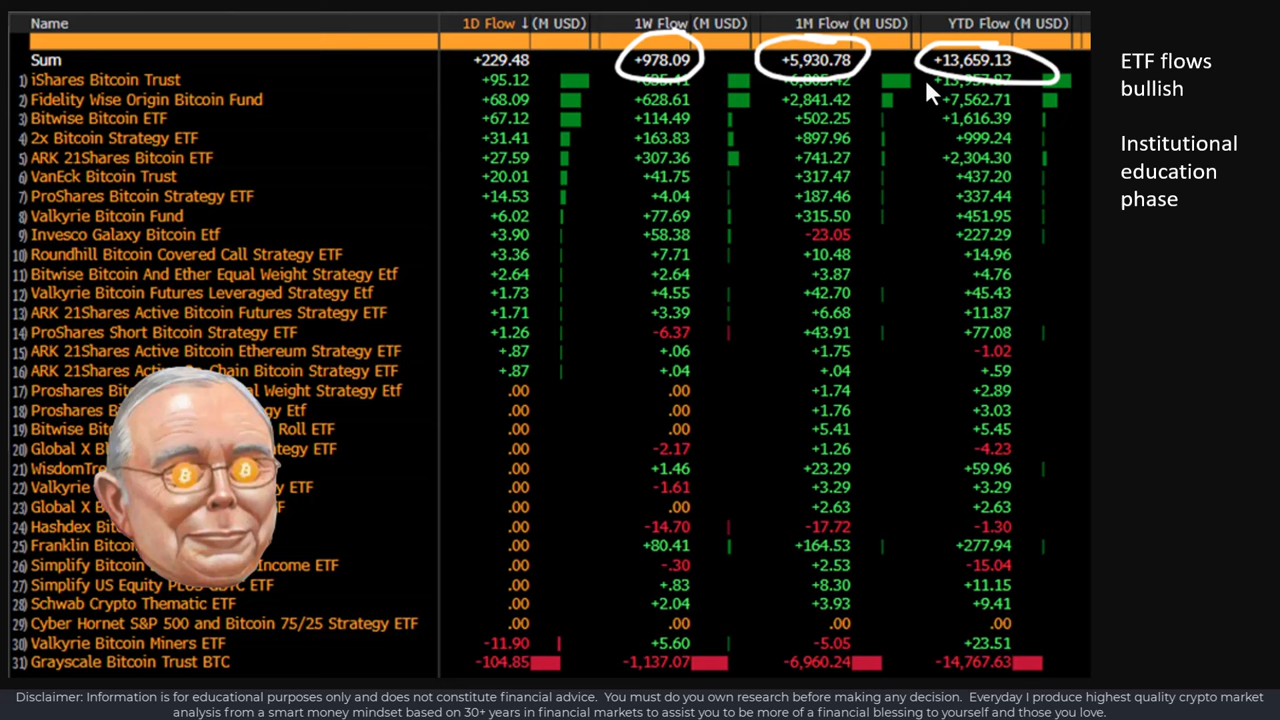 Name 1D Flow ↓ (M USD) 1W Flow (M USD) 1M Flow (M USD) YTD Flow (M USD)
Sum +229.48 +978.09 +5,930.78 +13,659.13
1) iShares Bitcoin Trust +95.12 +635.41 +6,805.42 +13,957.87
2) Fidelity Wise Origin Bitcoin Fund +68.09 +628.61 +2,841.42 +7,562.71
3) Bitwise Bitcoin ETF +67.12 +114.49 +502.25 +1,616.39
4) 2x Bitcoin Strategy ETF +31.41 +163.83 +897.96 +999.24
5) ARK 21Shares Bitcoin ETF +27.59 +307.36 +741.27 +2,304.30
6) VanEck Bitcoin Trust +20.01 +41.75 +317.47 +437.20
7) ProShares Bitcoin Strategy ETF +14.53 +4.04 +187.46 +337.44
8) Valkyrie Bitcoin Fund +6.02 +77.69 +315.50 +451.95
9) Invesco Galaxy Bitcoin Etf +3.90 +58.38 -23.05 +227.29
10) Roundhill Bitcoin Covered Call Strategy ETF +3.36 +7.71 +10.48 +14.96
11) Bitwise Bitcoin And Ether Equal Weight Strategy Etf +2.64 +2.64 +3.87 +4.76
12) Valkyrie Bitcoin Futures Leveraged Strategy Etf +1.73 +4.55 +42.70 +45.43
13) ARK 21Shares Active Bitcoin Futures Strategy ETF +1.71 +3.39 +6.68 +11.87
14) ProShares Short Bitcoin Strategy ETF +1.26 -6.37 +43.91 +77.08
15) ARK 21Shares Active Bitcoin Ethereum Strategy ETF +.87 +.06 +1.75 -1.02
16) ARK 21Shares Chain Bitcoin Strategy ETF +.87 +.04 +.04 +.59
17) Proshares Weight Strategy Etf .00 .00 +1.74 +2.89
18) Proshares Etf .00 .00 +1.76 +3.03
19) Bitwise Roll ETF .00 .00 +5.41 +5.45
20) Global X ETF .00 -2.17 +1.26 -4.23
21) .00 +1.46 +23.29 +59.96
22) Valkyrie ETF .00 -1.61 +3.29 +3.29
23) Global X .00 .00 +2.63 +2.63
24) Hashdex .00 -14.70 -17.72 -1.30
25) Franklin .00 +80.41 +164.53 +277.94
26) Simplify Bitcoin Income ETF .00 -.30 +2.53 -15.04
27) Simplify US Equity PLUS GBTC ETF .00 +.83 +8.30 +11.15
28) Schwab Crypto Thematic ETF .00 +2.04 +3.93 +9.41
29) Cyber Hornet S&P 500 and Bitcoin 75/25 Strategy ETF .00 .00 .00 .00
30) Valkyrie Bitcoin Miners ETF -11.90 +5.60 -5.05 +23.51
31) Grayscale Bitcoin Trust BTC -104.85 -1,137.07 -6,960.24 -14,767.63
ETF flows
bullish
Institutional
education
phase
Disclaimer: Information is for educational purposes only and does not constitute financial advice. You must do you own research before making any decision. Everyday I produce highest quality crypto market
analysis from a smart money mindset based on 30+ years in financial markets to assist you to be more of a financial blessing to yourself and those you love.